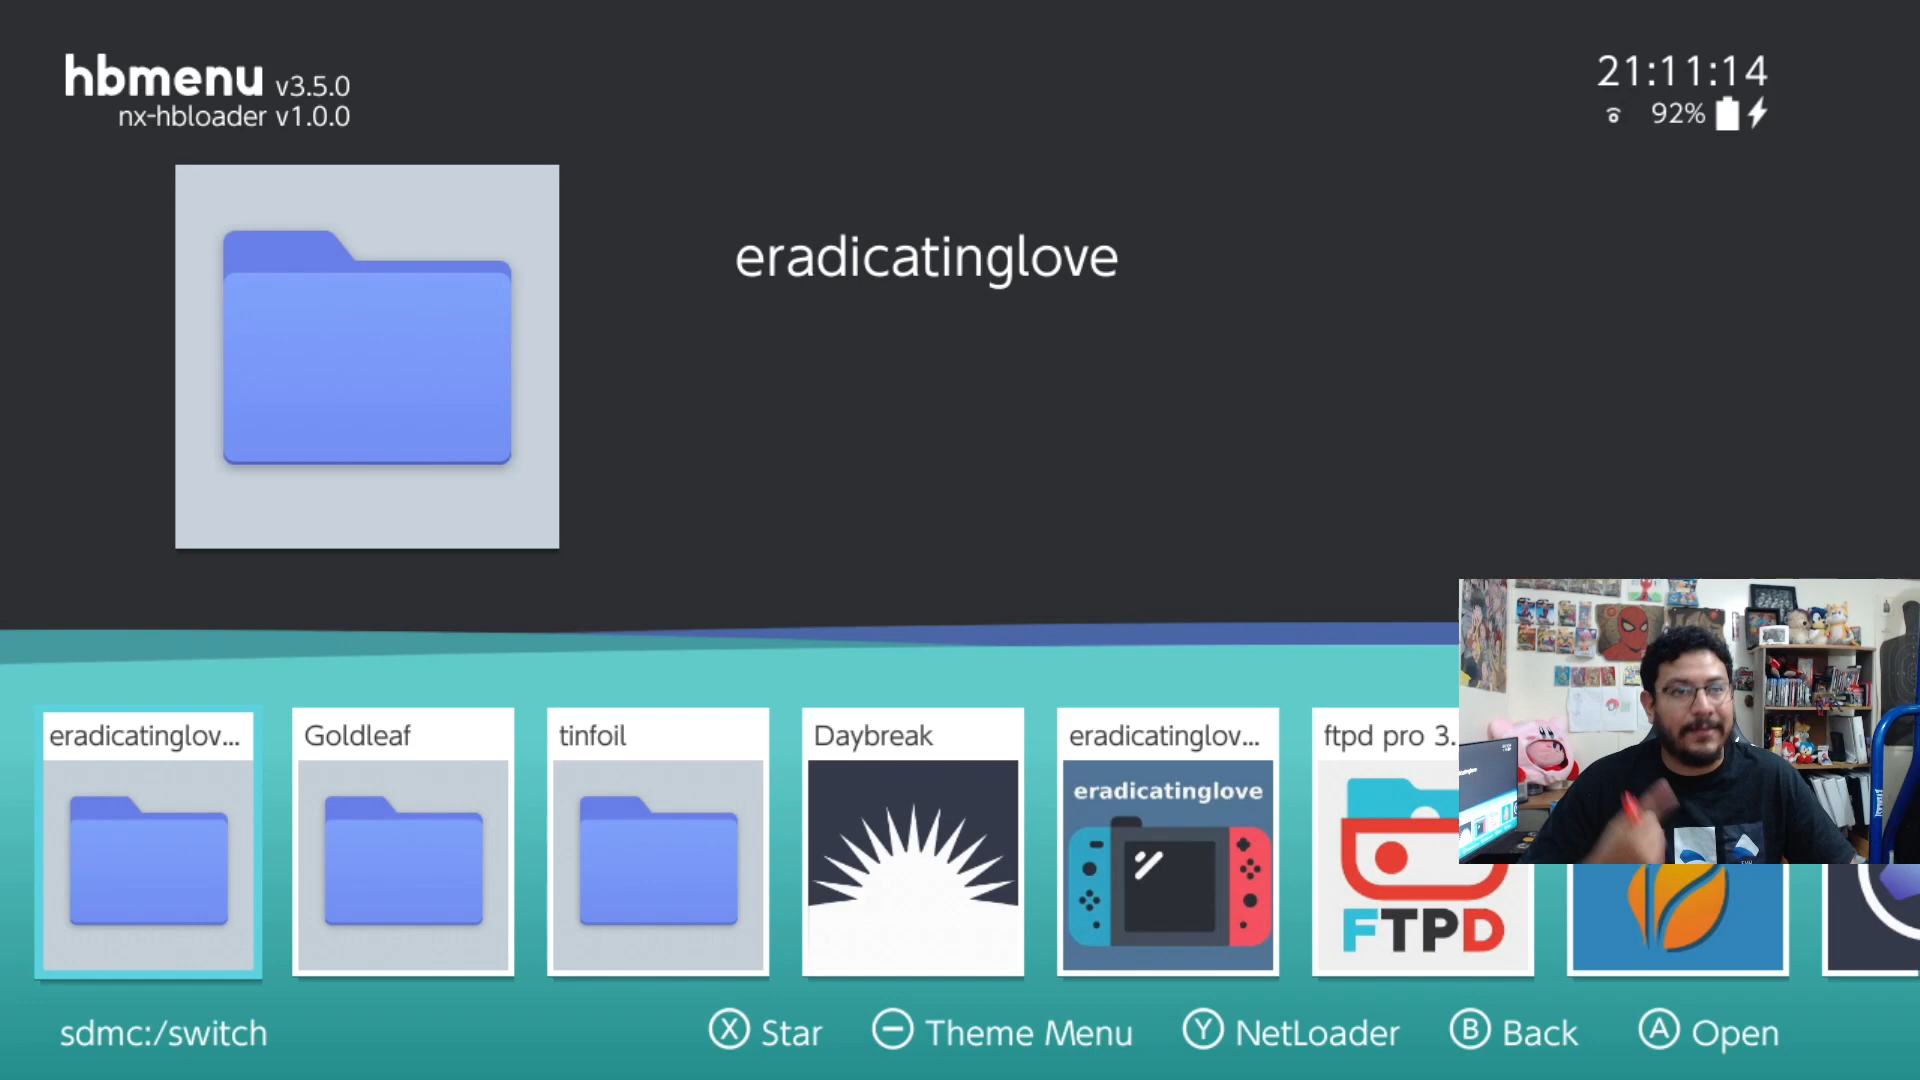 hbmenu v3.5.0
nx-hbloader v1.0.0
21:11:14
92%
eradicatinglove
eradicatinglov...
Goldleaf
tinfoil
Daybreak
eradicatinglov...
ftpd pro 3.
eradicatinglove
FTPD
sdmc:/switch
X Star
Theme Menu
Y NetLoader
B Back
A Open